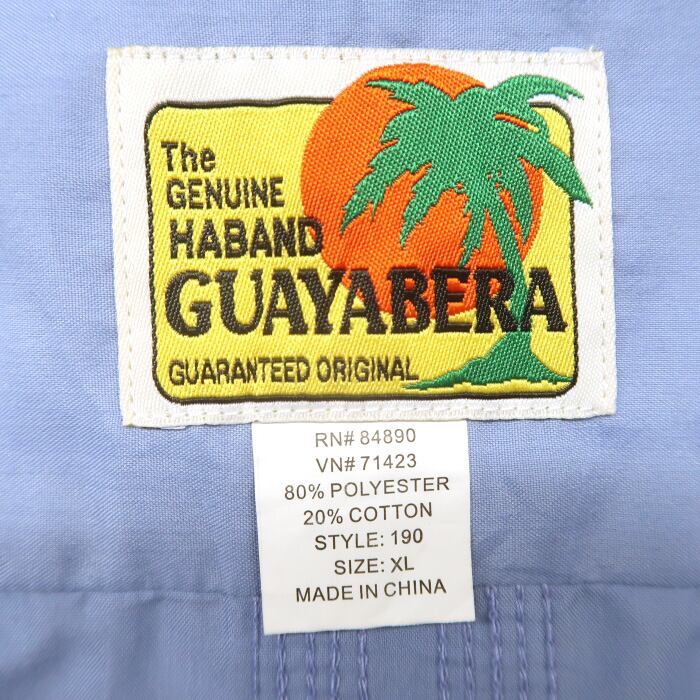 The
GENUINE
HABAND
GUAYABERA
GUARANTEED ORIGINAL
RN# 84890
VN# 71423
80% POLYESTER
20% COTTON
STYLE: 190
SIZE: XL
MADE IN CHINA